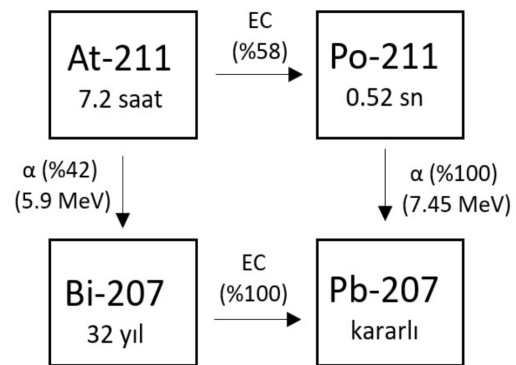 EC
(%58)
At-211
7.2 saat
Po-211
0.52 sn
α (%42)
(5.9 MeV)
α (%100)
(7.45 MeV)
EC
(%100)
Bi-207
32 yıl
Pb-207
kararlı